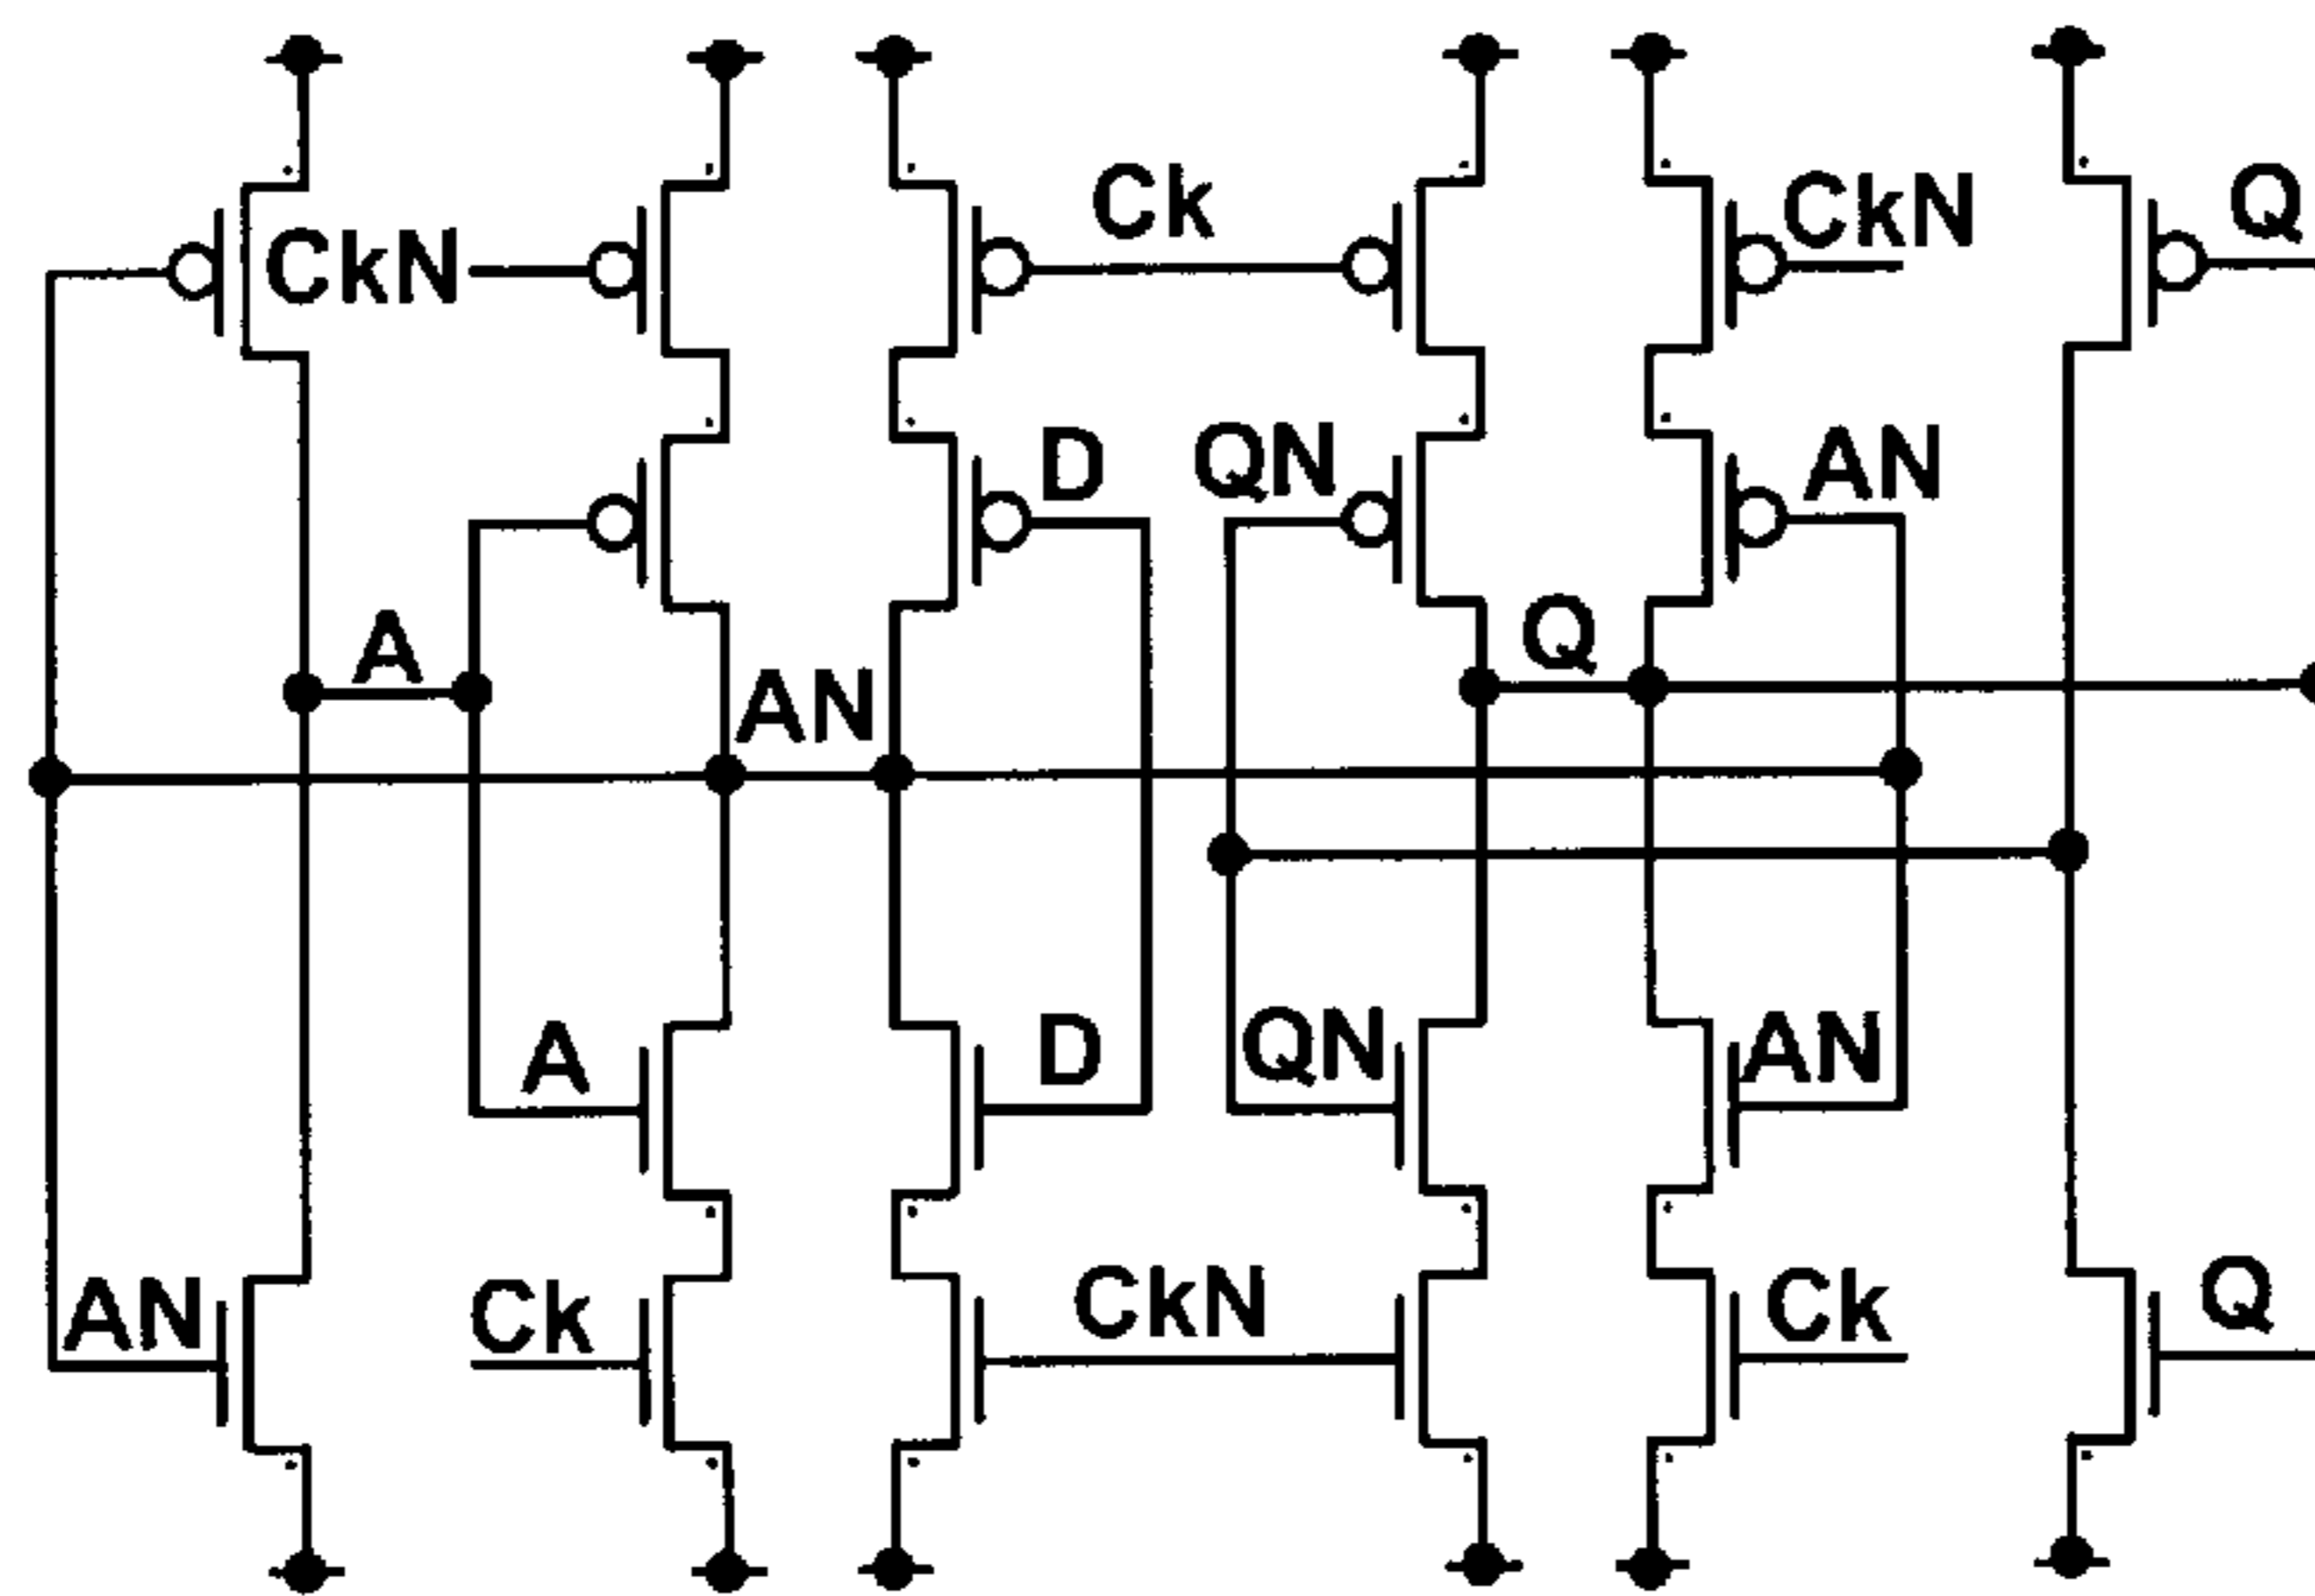 Ck CkN Q
CkN
D QN AN
A Q
AN
A D QN AN
AN Ck CkN Ck Q